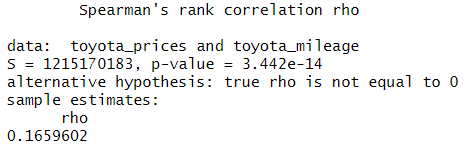 Spearman's rank correlation rho
data:  toyota_prices and toyota_mileage
S = 1215170183, p-value = 3.442e-14
alternative hypothesis: true rho is not equal to 0
sample estimates:
rho
0.1659602